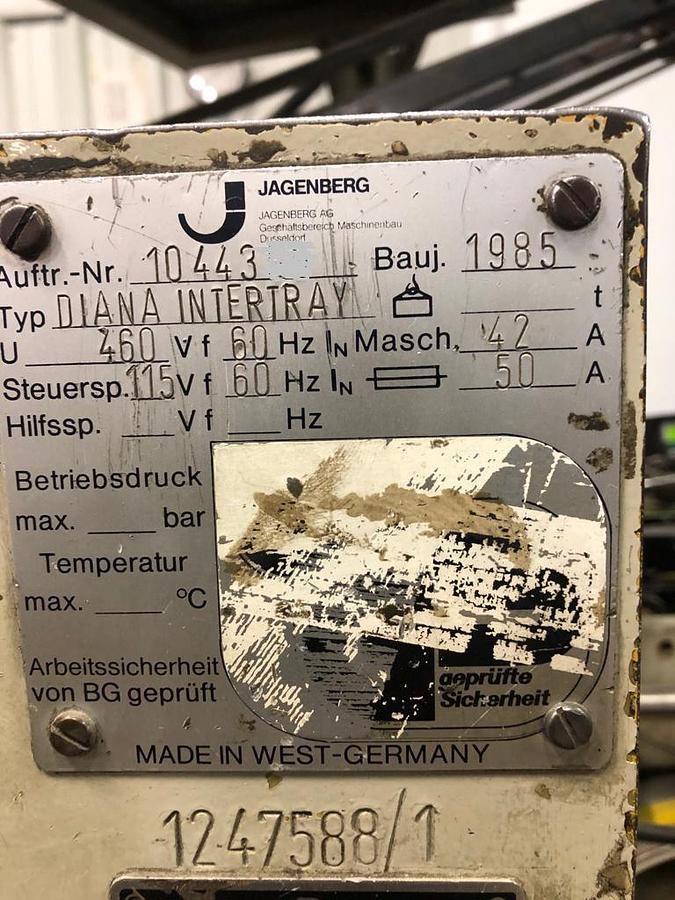 JAGENBERG
JAGENBERG AG
Geschäftsbereich Maschinenbau
Düsseldorf
Auftr.-Nr. 10443 Bauj. 1985
Typ DIANA INTERTRAY t
U 460 V f 60 Hz IN Masch. 42 A
Steuersp. 115 V f 60 Hz IN 50 A
Hilfssp. V f Hz
Betriebsdruck
max. bar
Temperatur
max. °C
Arbeitssicherheit
von BG geprüft
geprüfte
Sicherheit
MADE IN WEST-GERMANY
1247588/1